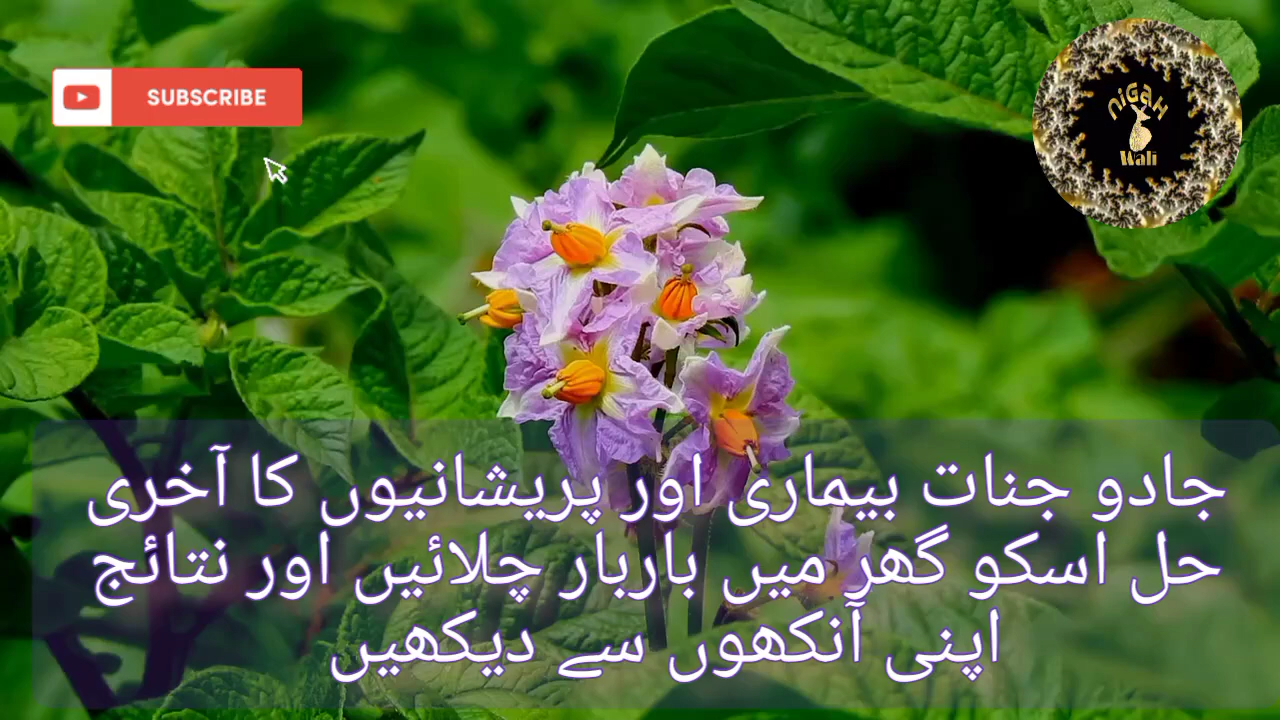 SUBSCRIBE
NiGaH
Wali
جادو جنات بیماری اور پریشانیوں کا آخری
حل اسکو گھر میں باربار چلائیں اور نتائج
اپنی آنکھوں سے دیکھیں